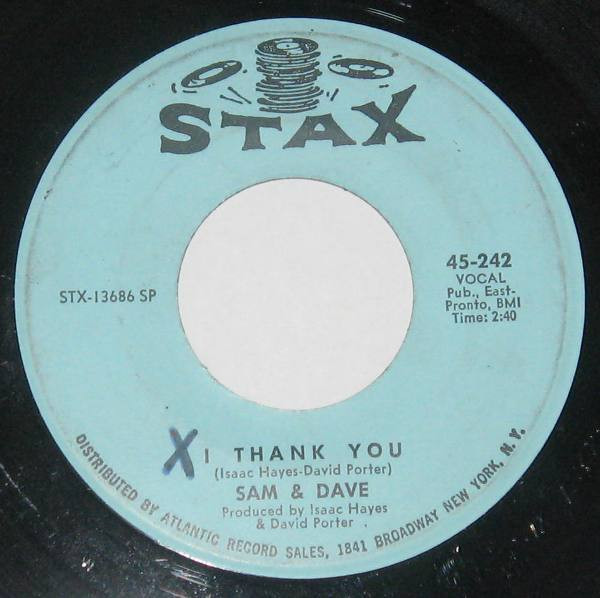 STAX
45-242
VOCAL
Pub., East-
Pronto, BMI
Time: 2:40
STX-13686 SP
X I THANK YOU
(Isaac Hayes-David Porter)
SAM & DAVE
Produced by Isaac Hayes
& David Porter
DISTRIBUTED BY ATLANTIC RECORD SALES, 1841 BROADWAY NEW YORK, N. Y.